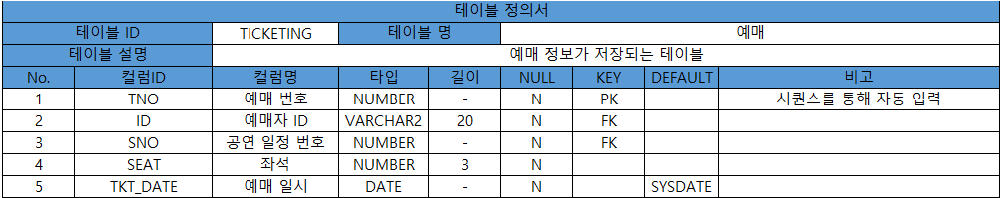 테이블 정의서
테이블 ID TICKETING 테이블 명 예매
테이블 설명 예매 정보가 저장되는 테이블
No. 컬럼ID 컬럼명 타입 길이 NULL KEY DEFAULT 비고
1 TNO 예매 번호 NUMBER - N PK 시퀀스를 통해 자동 입력
2 ID 예매자 ID VARCHAR2 20 N FK
3 SNO 공연 일정 번호 NUMBER - N FK
4 SEAT 좌석 NUMBER 3 N
5 TKT_DATE 예매 일시 DATE - N SYSDATE